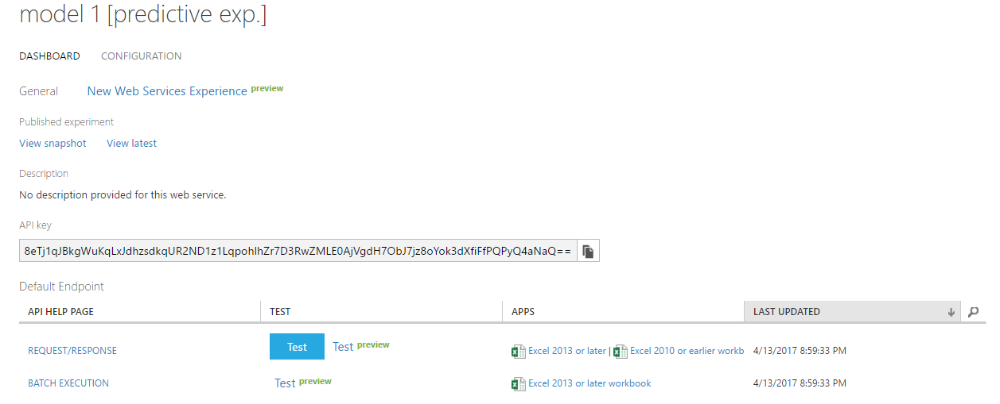 model 1 [predictive exp.]
DASHBOARD CONFIGURATION
General New Web Services Experience preview
Published experiment
View snapshot View latest
Description
No description provided for this web service.
API key
8eTj1qJBkgWuKqLxJdhzsdkqUR2ND1z1LqpohIhZr7D3RwZMLE0AjVgdH7ObJ7jz8oYok3dXfiFfPQPyQ4aNaQ==
Default Endpoint
API HELP PAGE TEST APPS LAST UPDATED
REQUEST/RESPONSE Test Test preview Excel 2013 or later | Excel 2010 or earlier workb 4/13/2017 8:59:33 PM
BATCH EXECUTION Test preview Excel 2013 or later workbook 4/13/2017 8:59:33 PM